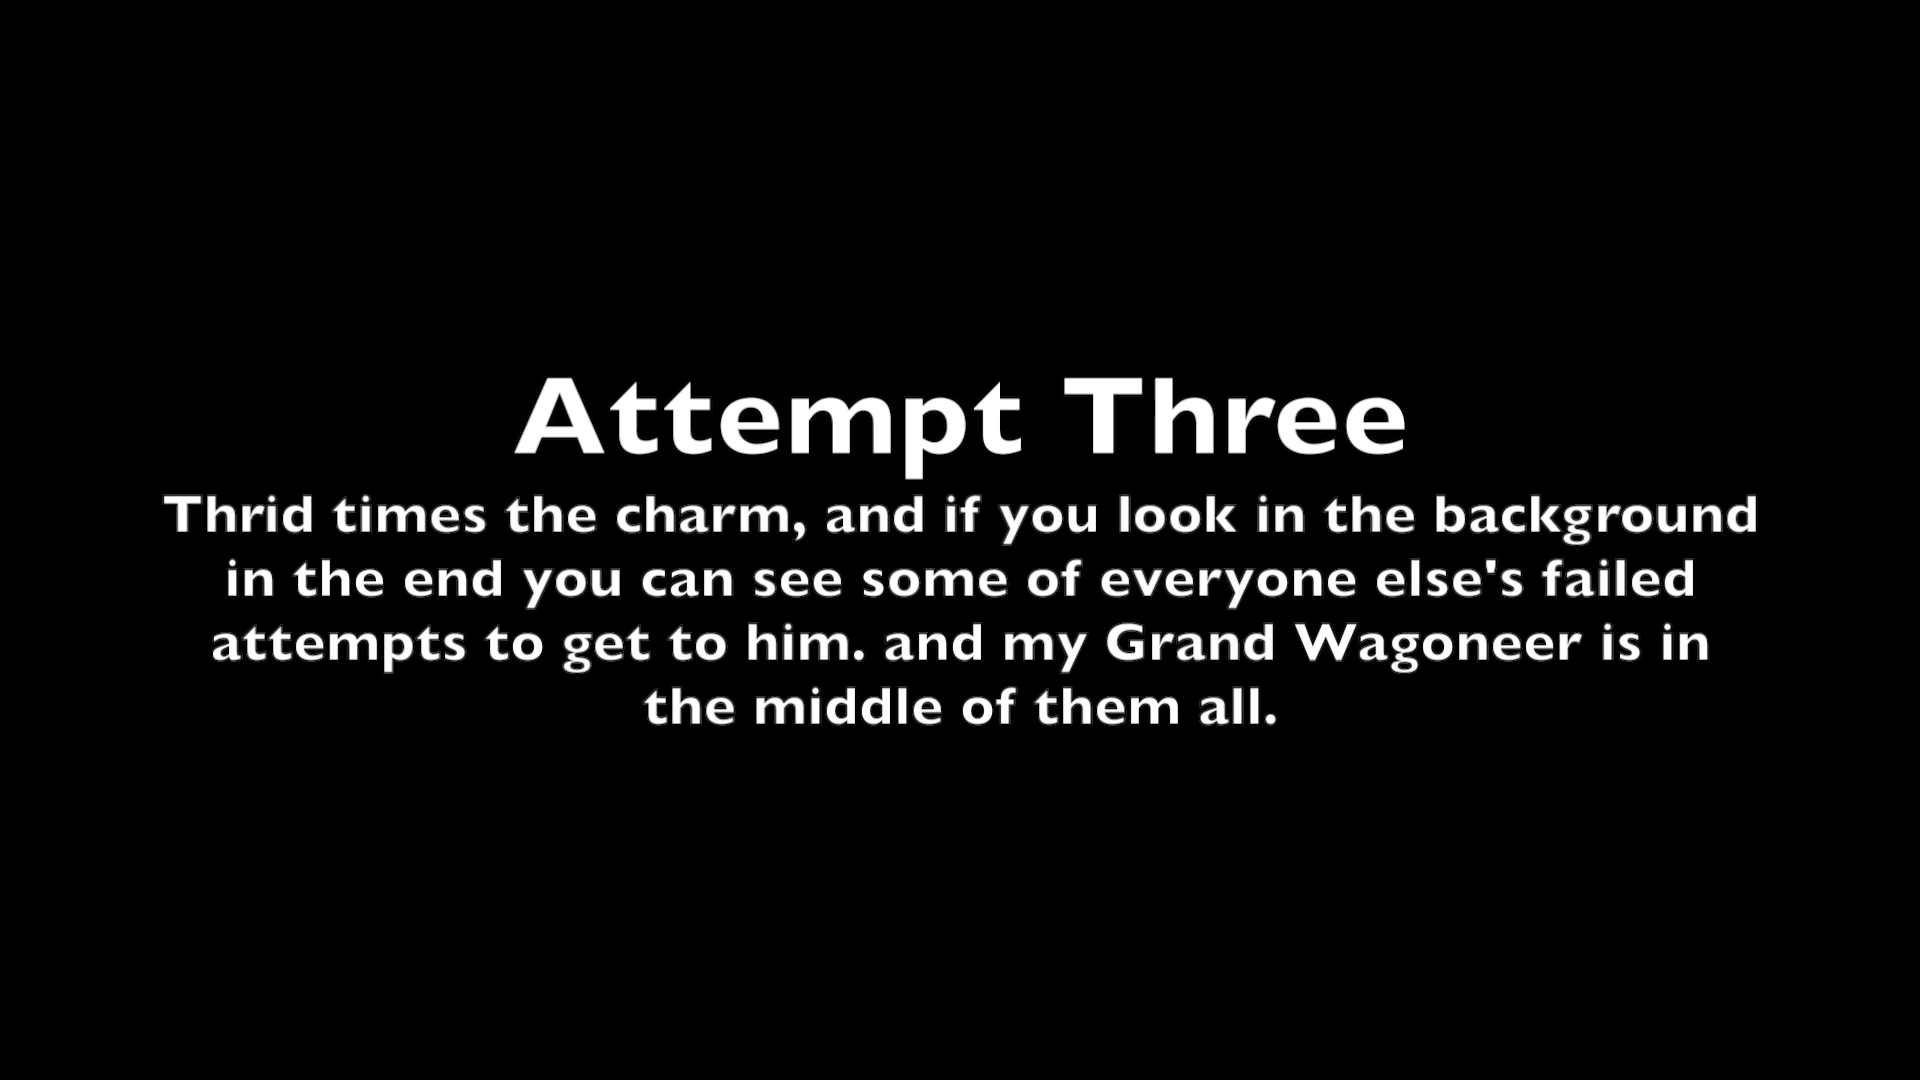 Attempt Three
Thrid times the charm, and if you look in the background
in the end you can see some of everyone else's failed
attempts to get to him. and my Grand Wagoneer is in
the middle of them all.